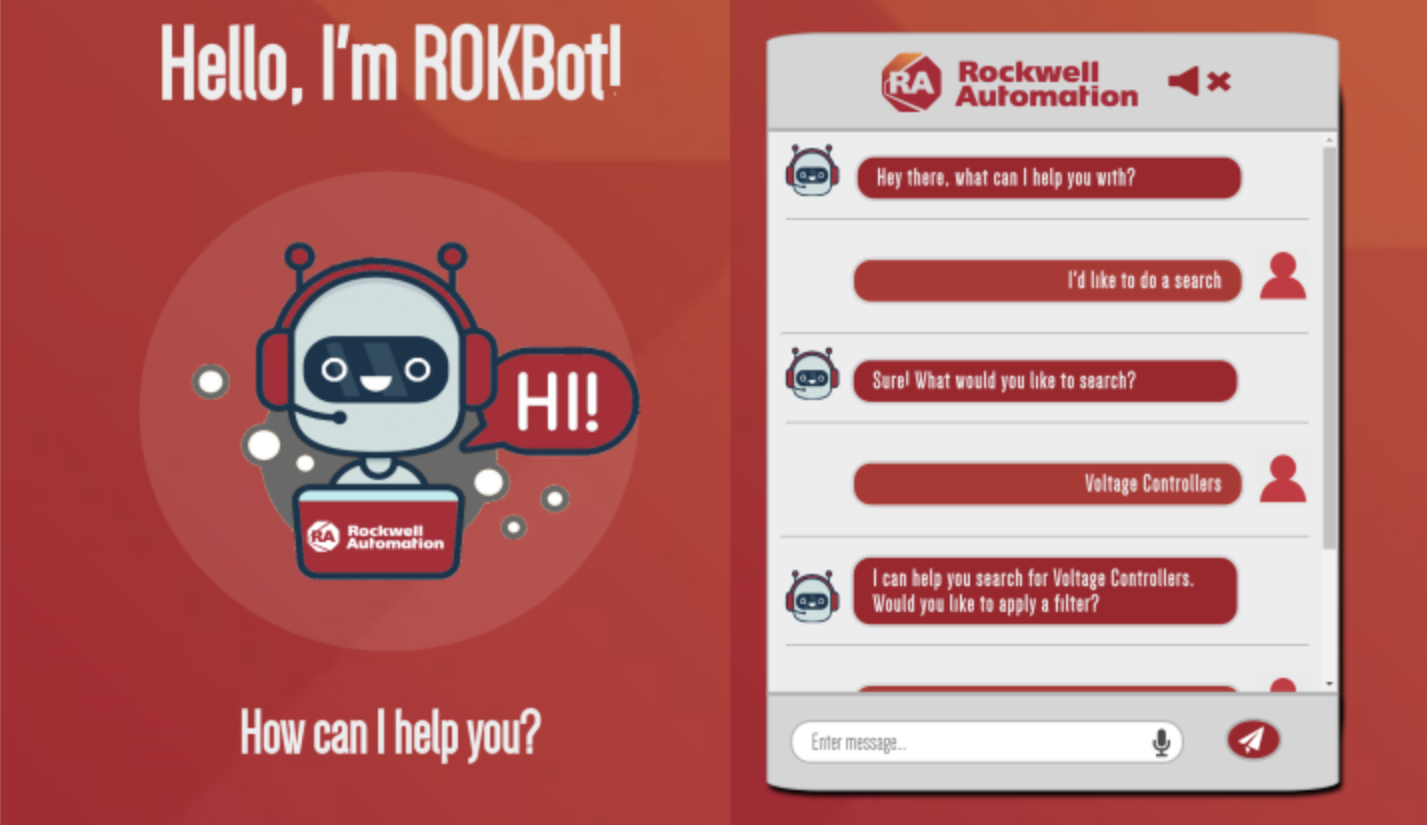 Hello, I'm ROKBot!
HI!
RA Rockwell
Automation
How can I help you?
RA Rockwell
Automation
Hey there, what can I help you with?
I'd like to do a search
Sure! What would you like to search?
Voltage Controllers
I can help you search for Voltage Controllers.
Would you like to apply a filter?
Enter message...